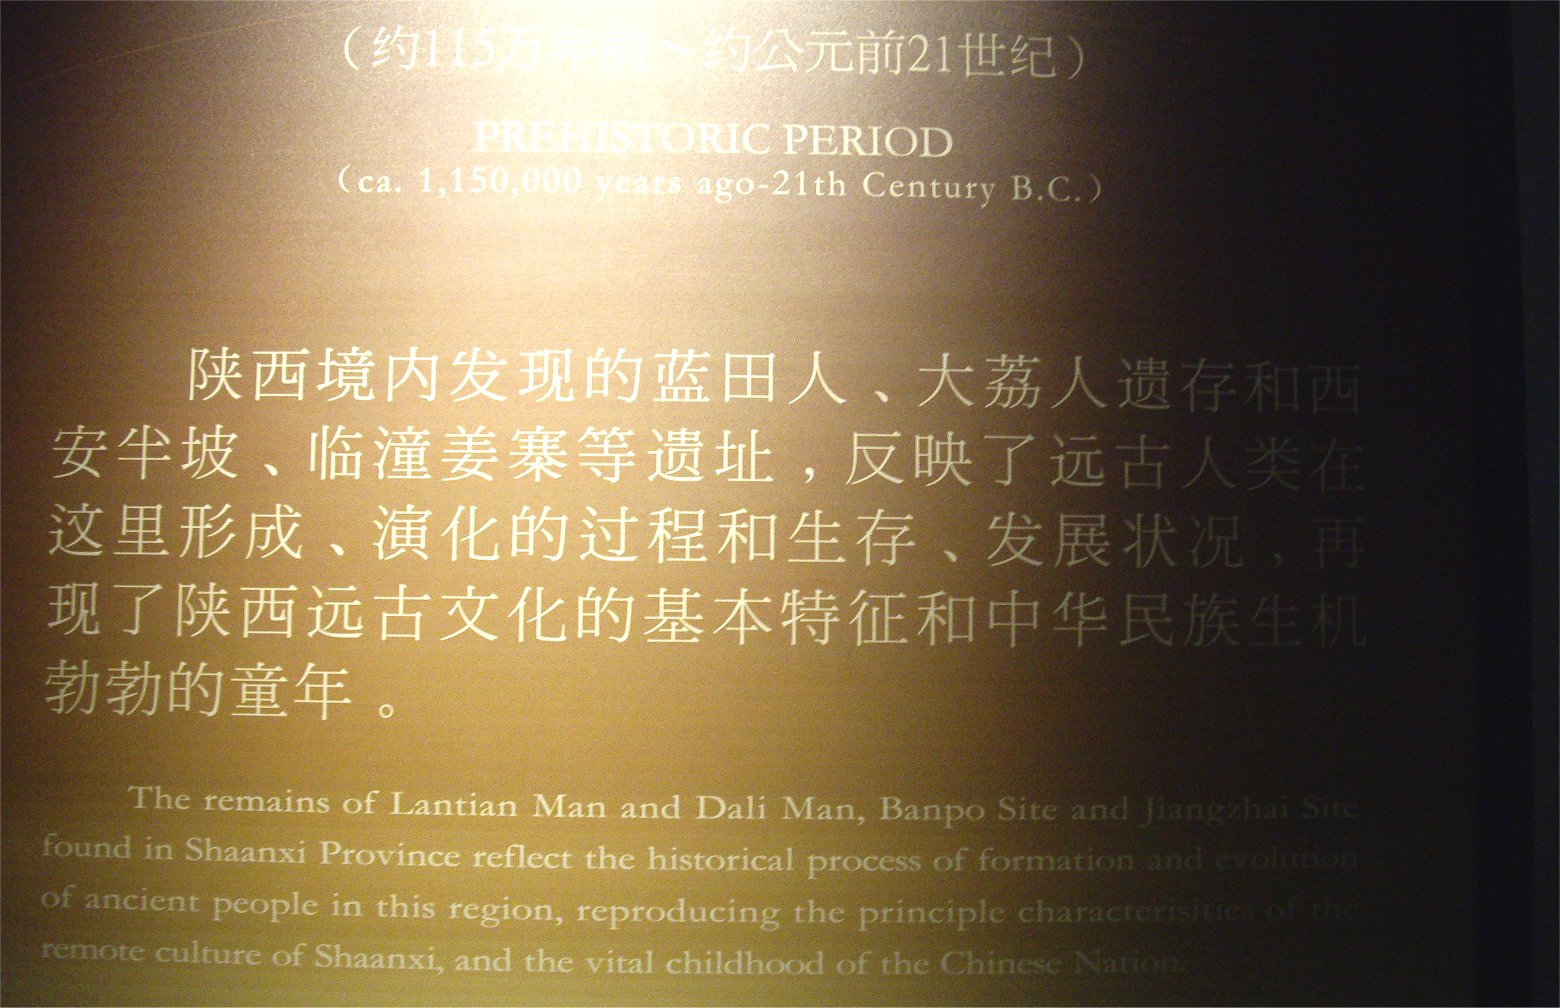 （约115万年前～约公元前21世纪）
PREHISTORIC PERIOD
（ca. 1,150,000 years ago-21th Century B.C.）
陕西境内发现的蓝田人、大荔人遗存和西
安半坡、临潼姜寨等遗址，反映了远古人类在
这里形成、演化的过程和生存、发展状况，再
现了陕西远古文化的基本特征和中华民族生机
勃勃的童年。
The remains of Lantian Man and Dali Man, Banpo Site and Jiangzhai Site
found in Shaanxi Province reflect the historical process of formation and evolution
of ancient people in this region, reproducing the principle characterisitics of the
remote culture of Shaanxi, and the vital childhood of the Chinese Nation.